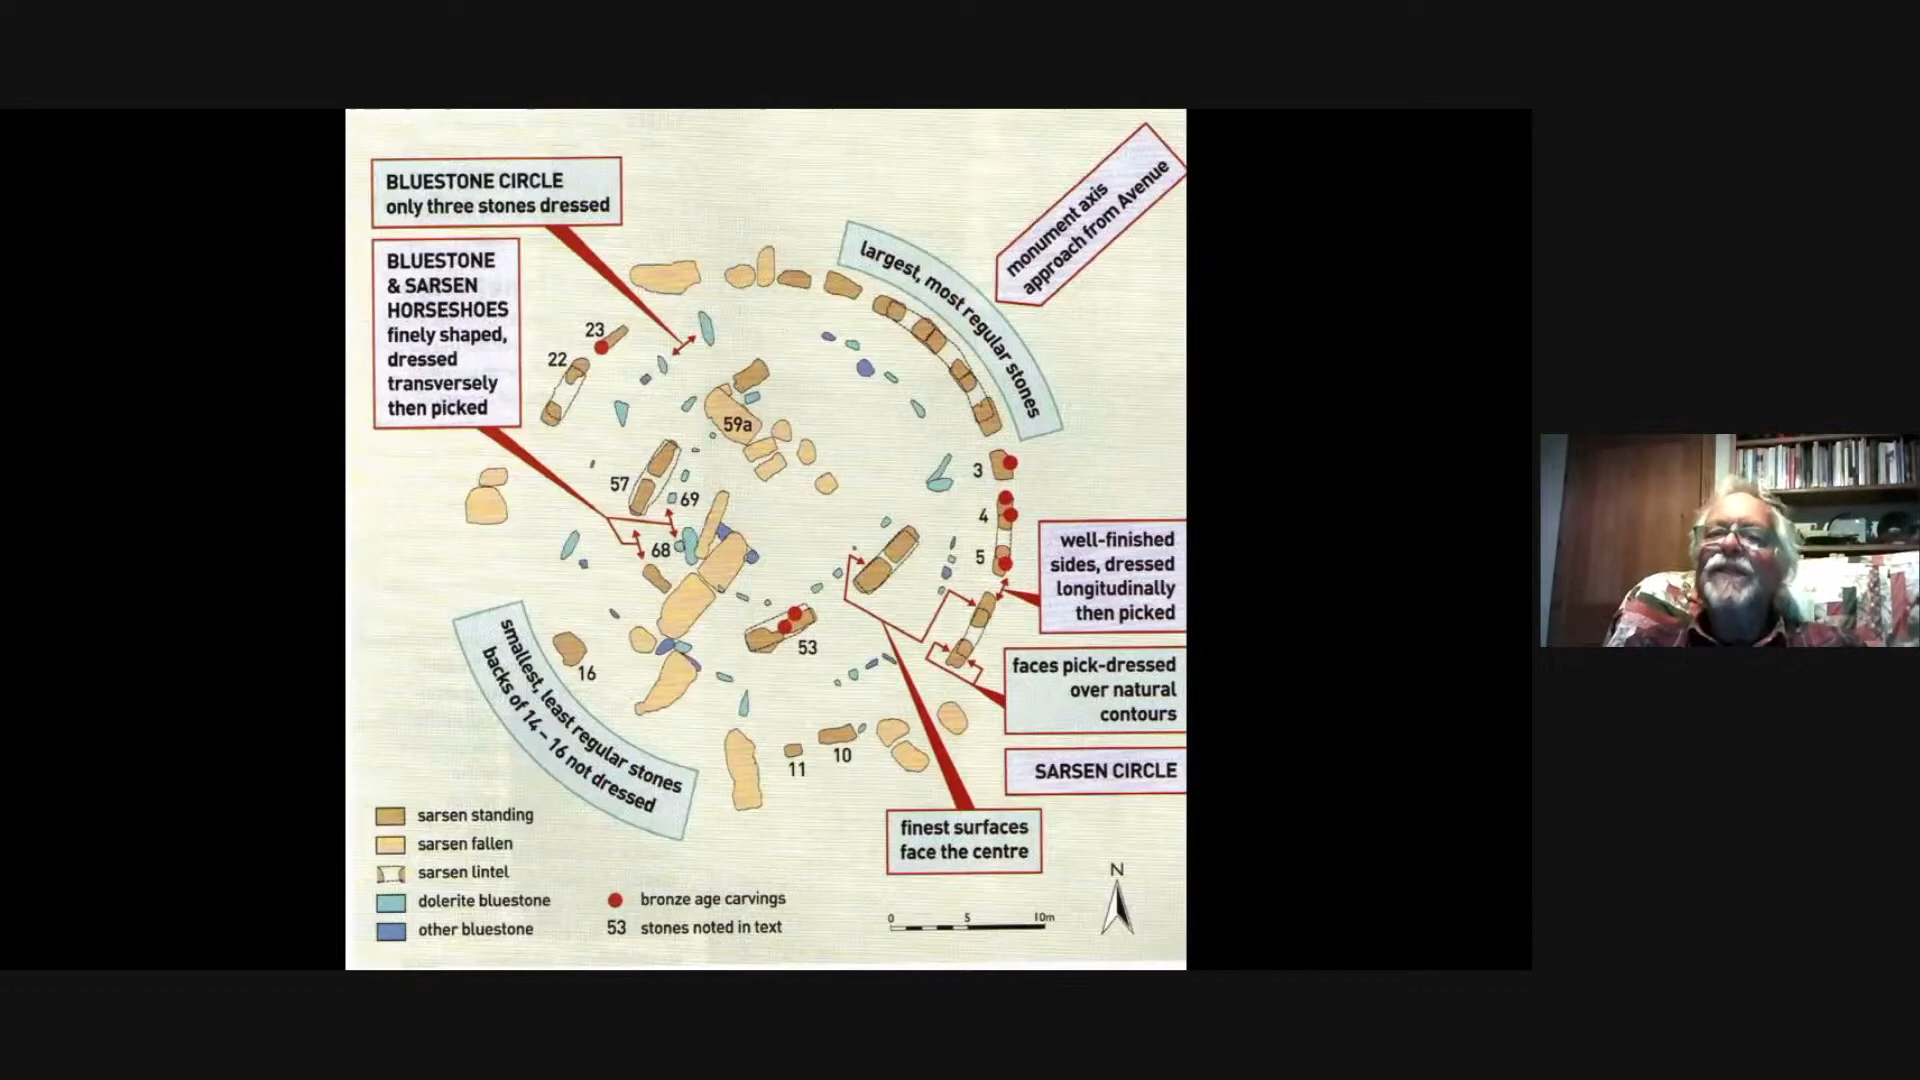 BLUESTONE CIRCLE
only three stones dressed
BLUESTONE
& SARSEN
HORSESHOES
finely shaped,
dressed
transversely
then picked
monument axis
approach from Avenue
largest, most regular stones
23
22
59a
57
69
68
3
4
5
53
16
11
10
well-finished
sides, dressed
longitudinally
then picked
faces pick-dressed
over natural
contours
SARSEN CIRCLE
finest surfaces
face the centre
smallest, least regular stones
backs of 14 – 16 not dressed
sarsen standing
sarsen fallen
sarsen lintel
dolerite bluestone
other bluestone
bronze age carvings
53 stones noted in text
0 5 10m
N